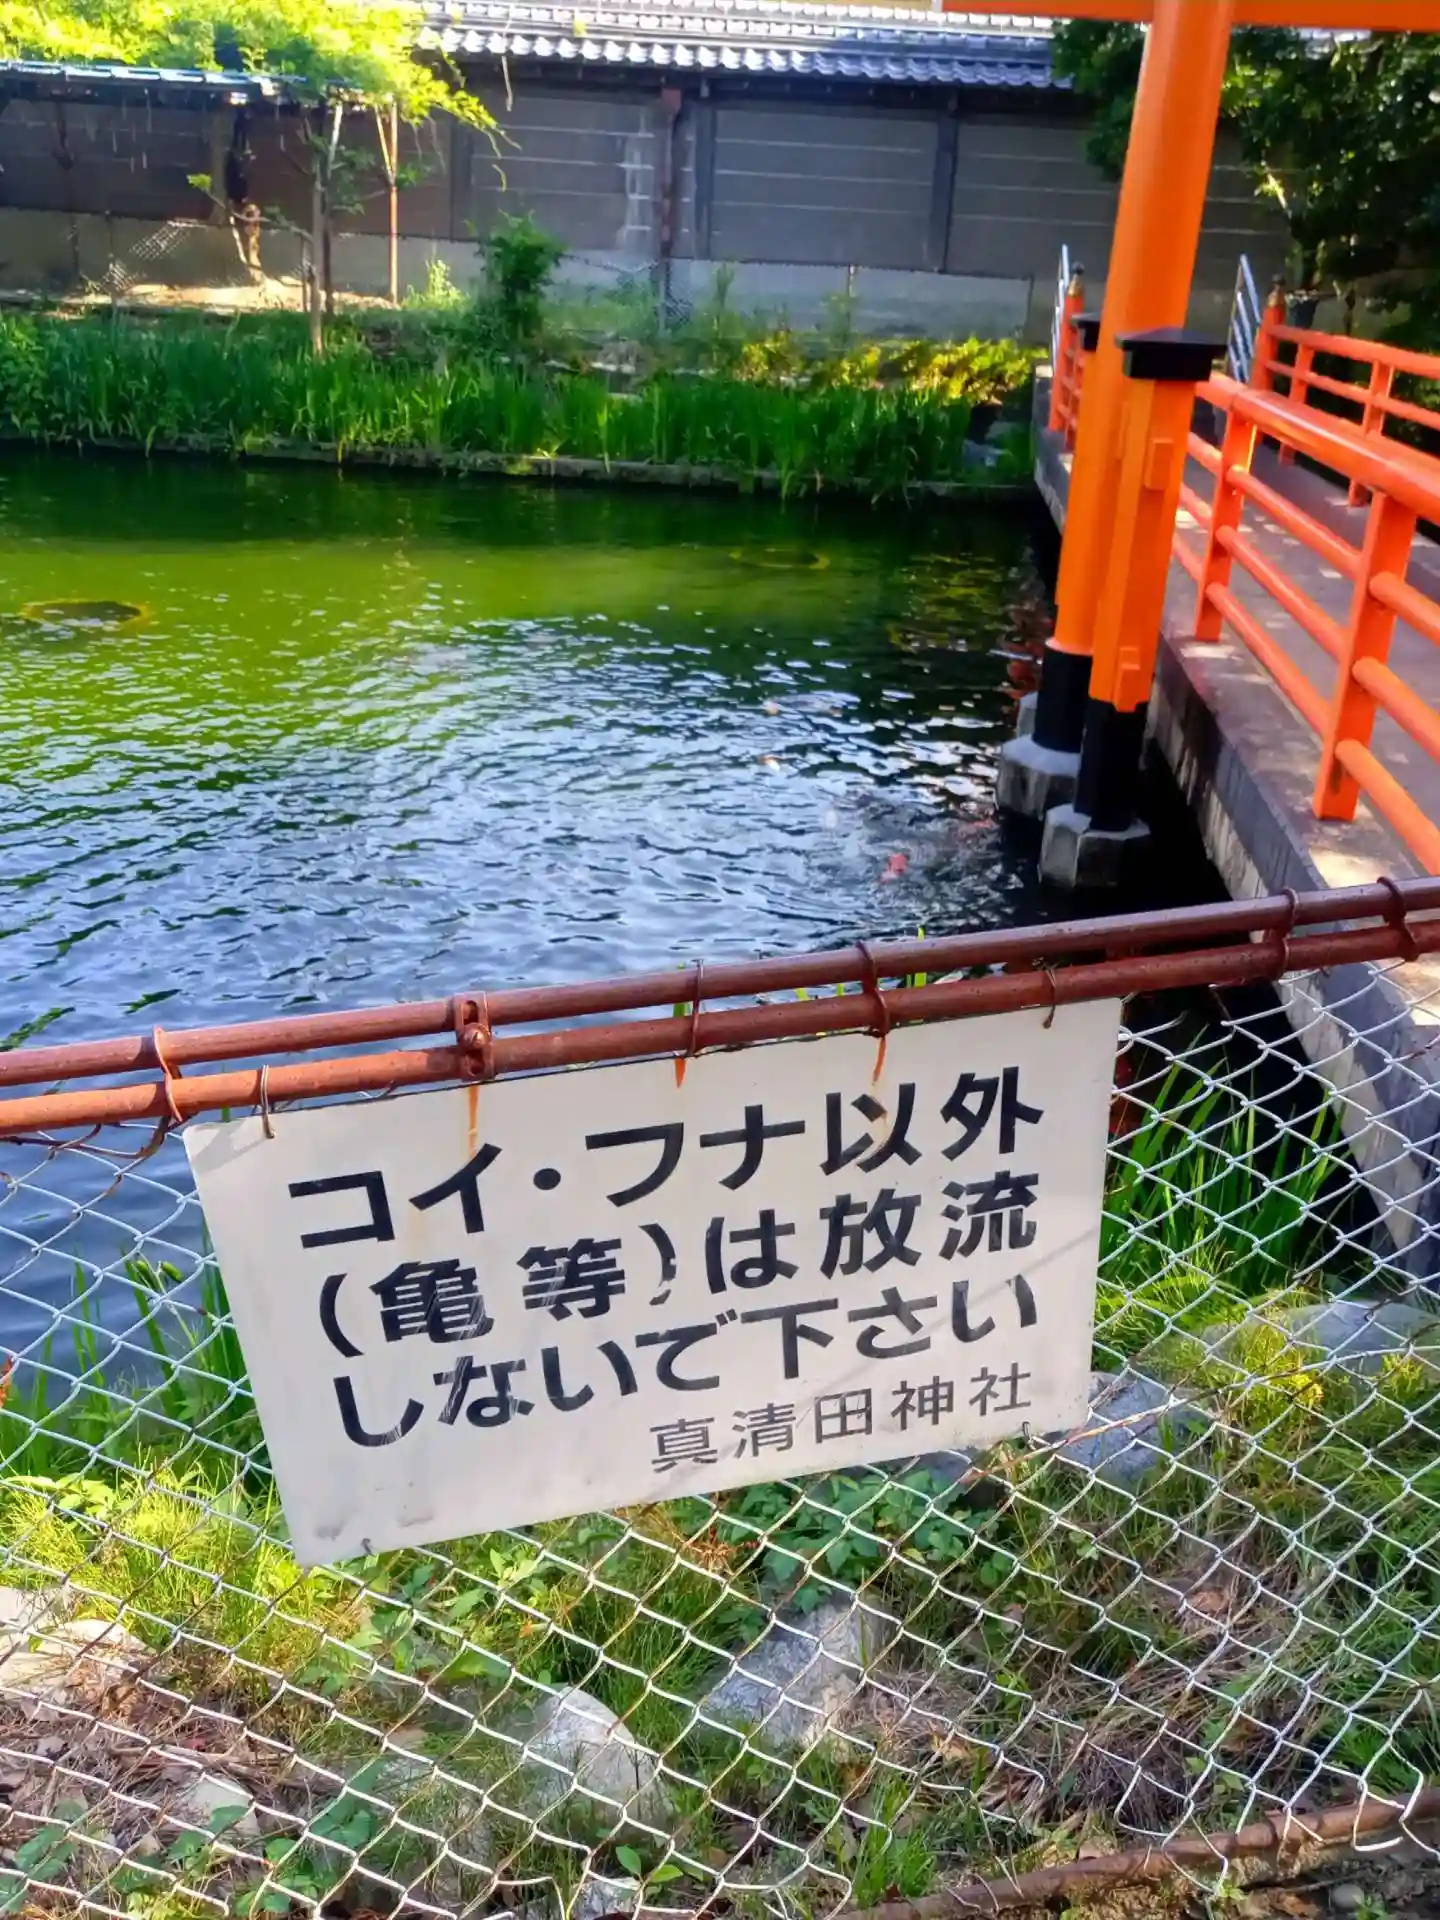 コイ・フナ以外
(亀等)は放流
しないで下さい
真清田神社